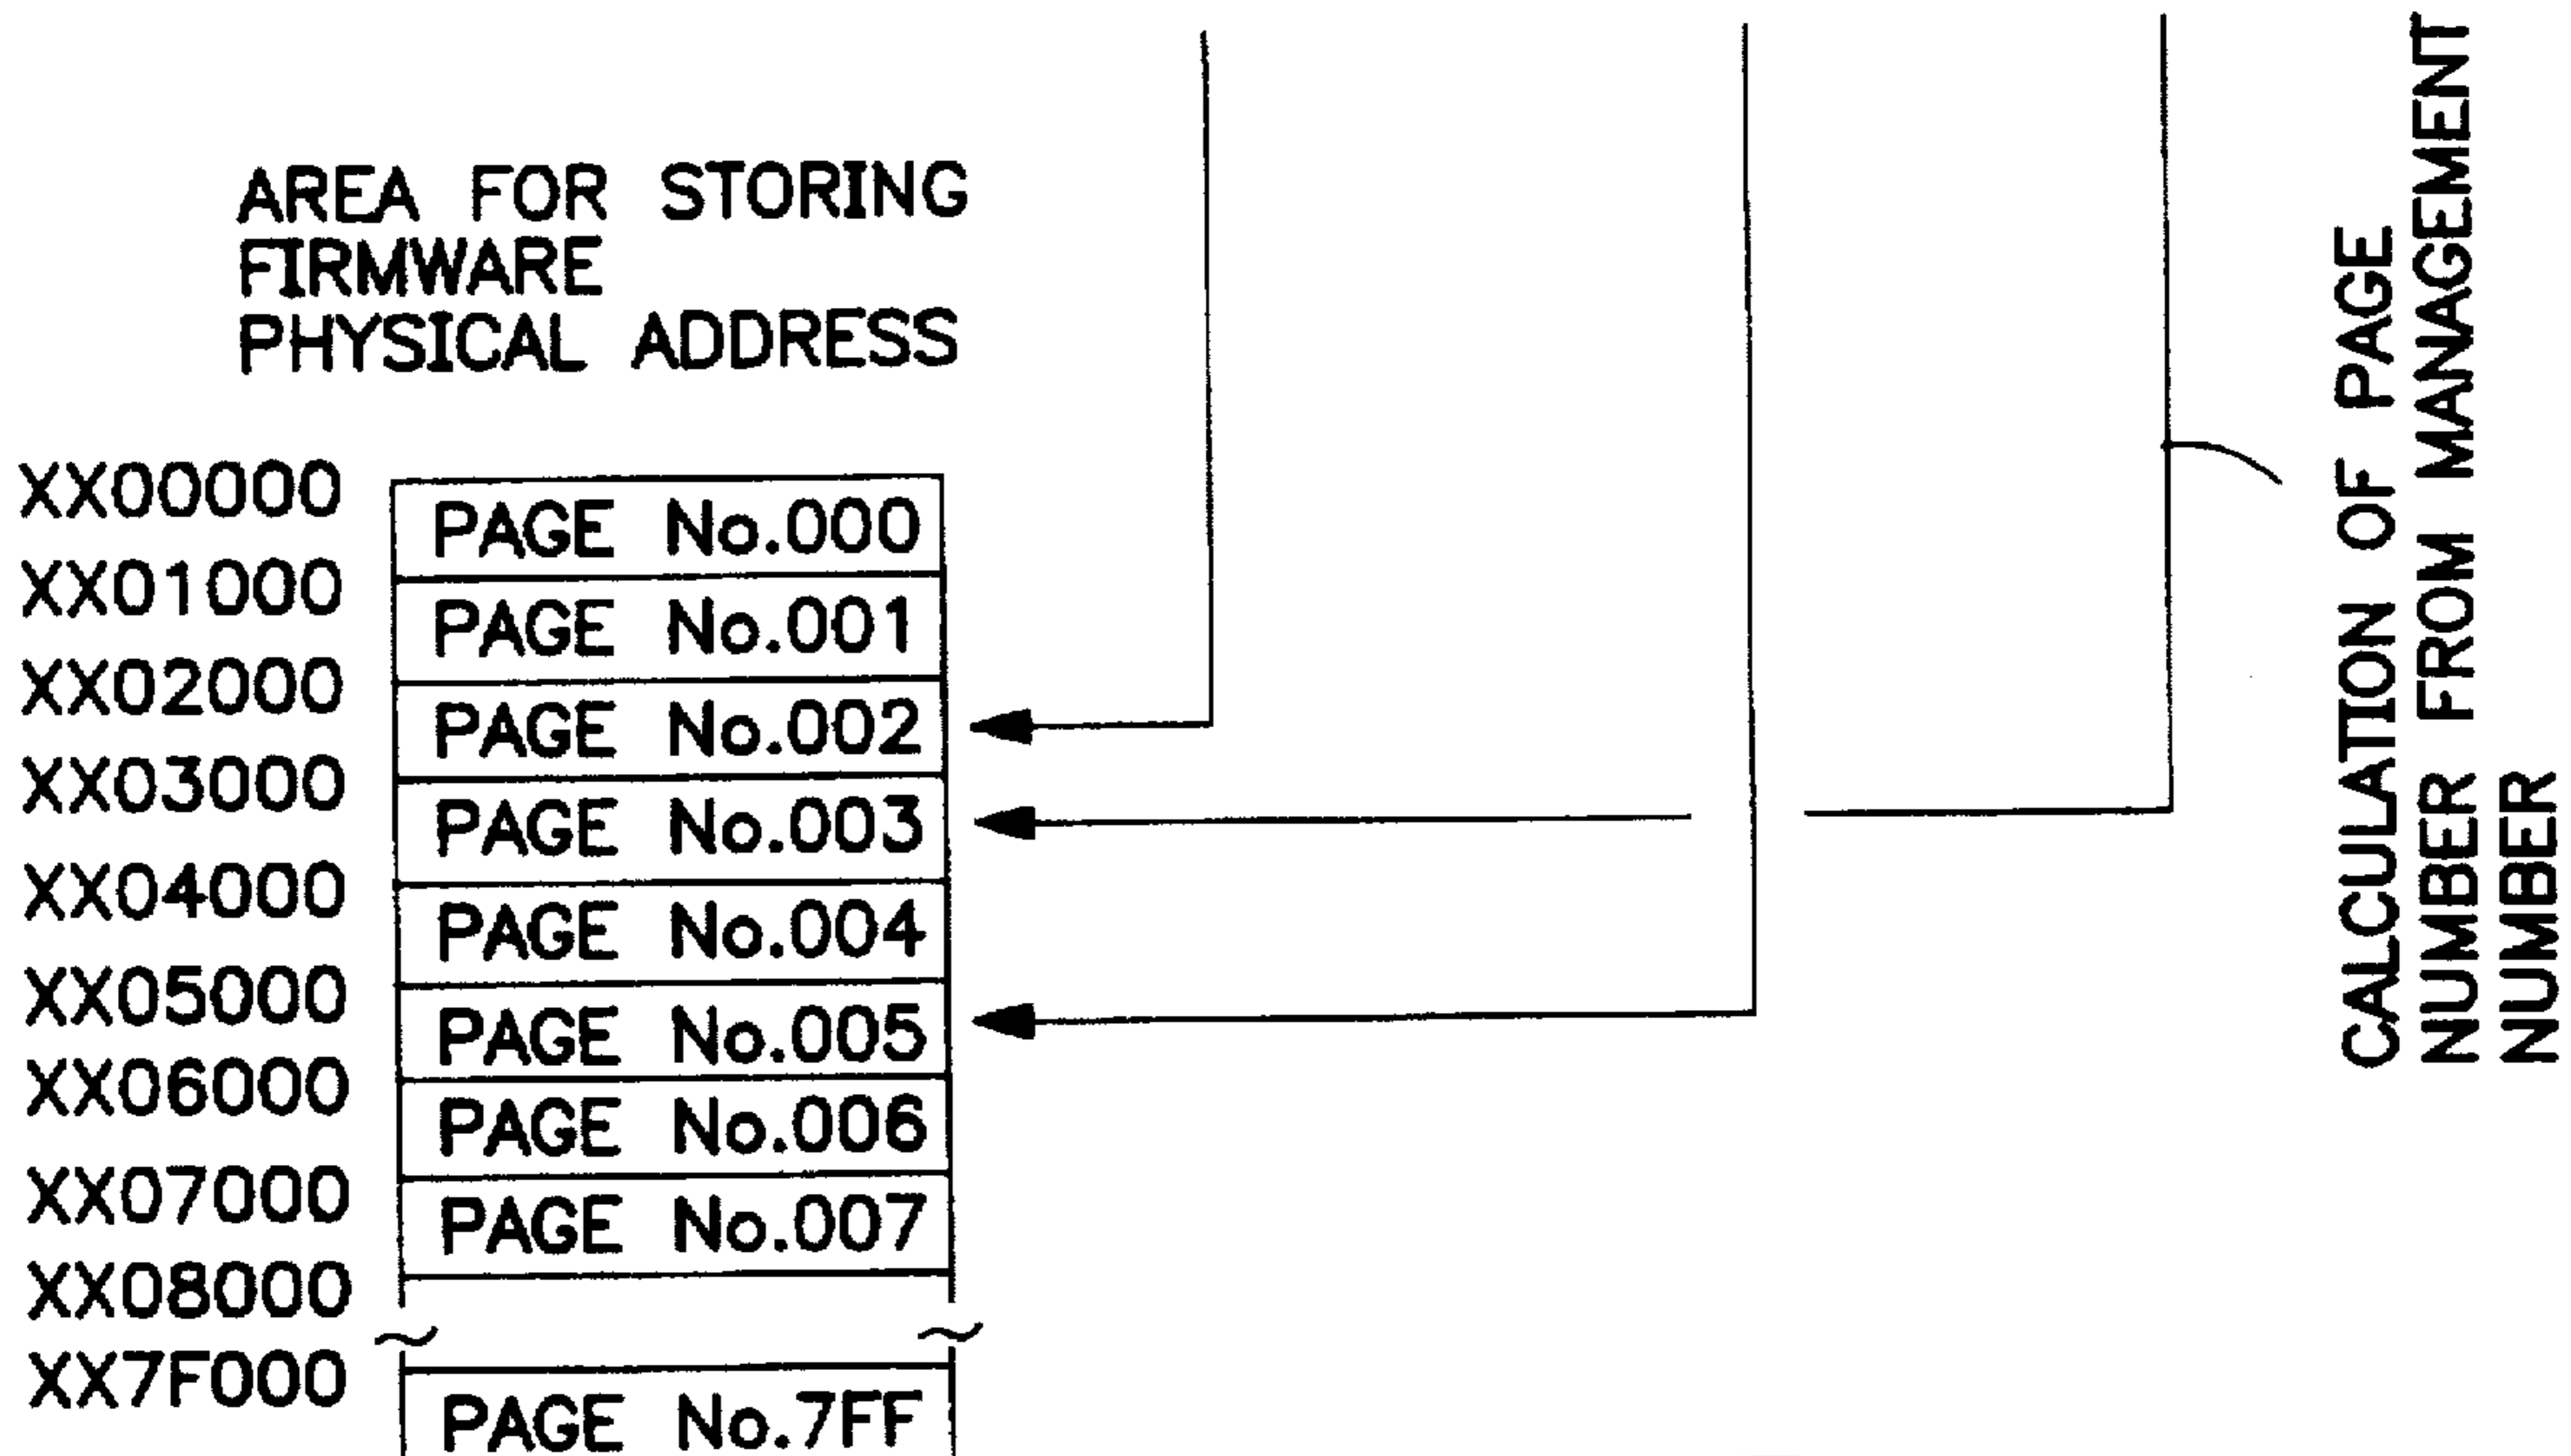 AREA FOR STORING
FIRMWARE
PHYSICAL ADDRESS
XX00000
PAGE No.000
XX01000
PAGE No.001
XX02000
PAGE No.002
XX03000
PAGE No.003
XX04000
PAGE No.004
XX05000
PAGE No.005
XX06000
PAGE No.006
XX07000
PAGE No.007
XX08000
XX7F000
PAGE No.7FF
CALCULATION OF PAGE
NUMBER FROM MANAGEMENT
NUMBER